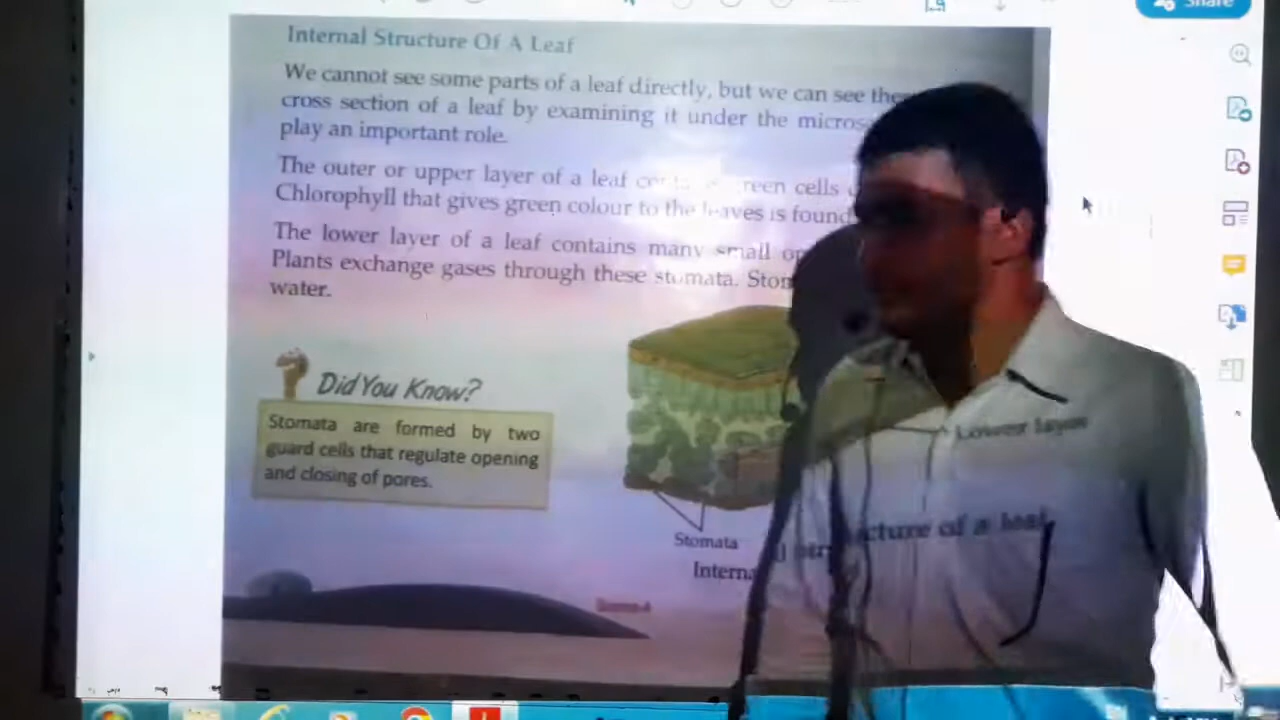 Share
Internal Structure Of A Leaf
We cannot see some parts of a leaf directly, but we can see
cross section of a leaf by examining it under the
play an important role.
The outer or upper layer of a leaf cells
Chlorophyll that gives green colour to the leaves is found
The lower layer of a leaf contains many small
Plants exchange gases through these stomata.
water.
Did You Know?
Stomata are formed by two
guard cells that regulate opening
and closing of pores.
Lower layer
Stomata
of a leaf